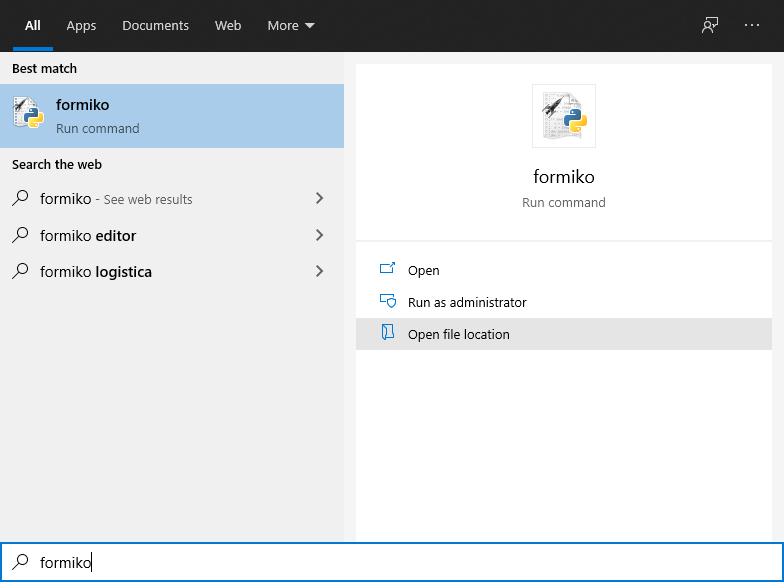 All Apps Documents Web More
Best match
formiko
Run command
Search the web
formiko - See web results
formiko editor
formiko logistica
formiko
Run command
Open
Run as administrator
Open file location
formiko